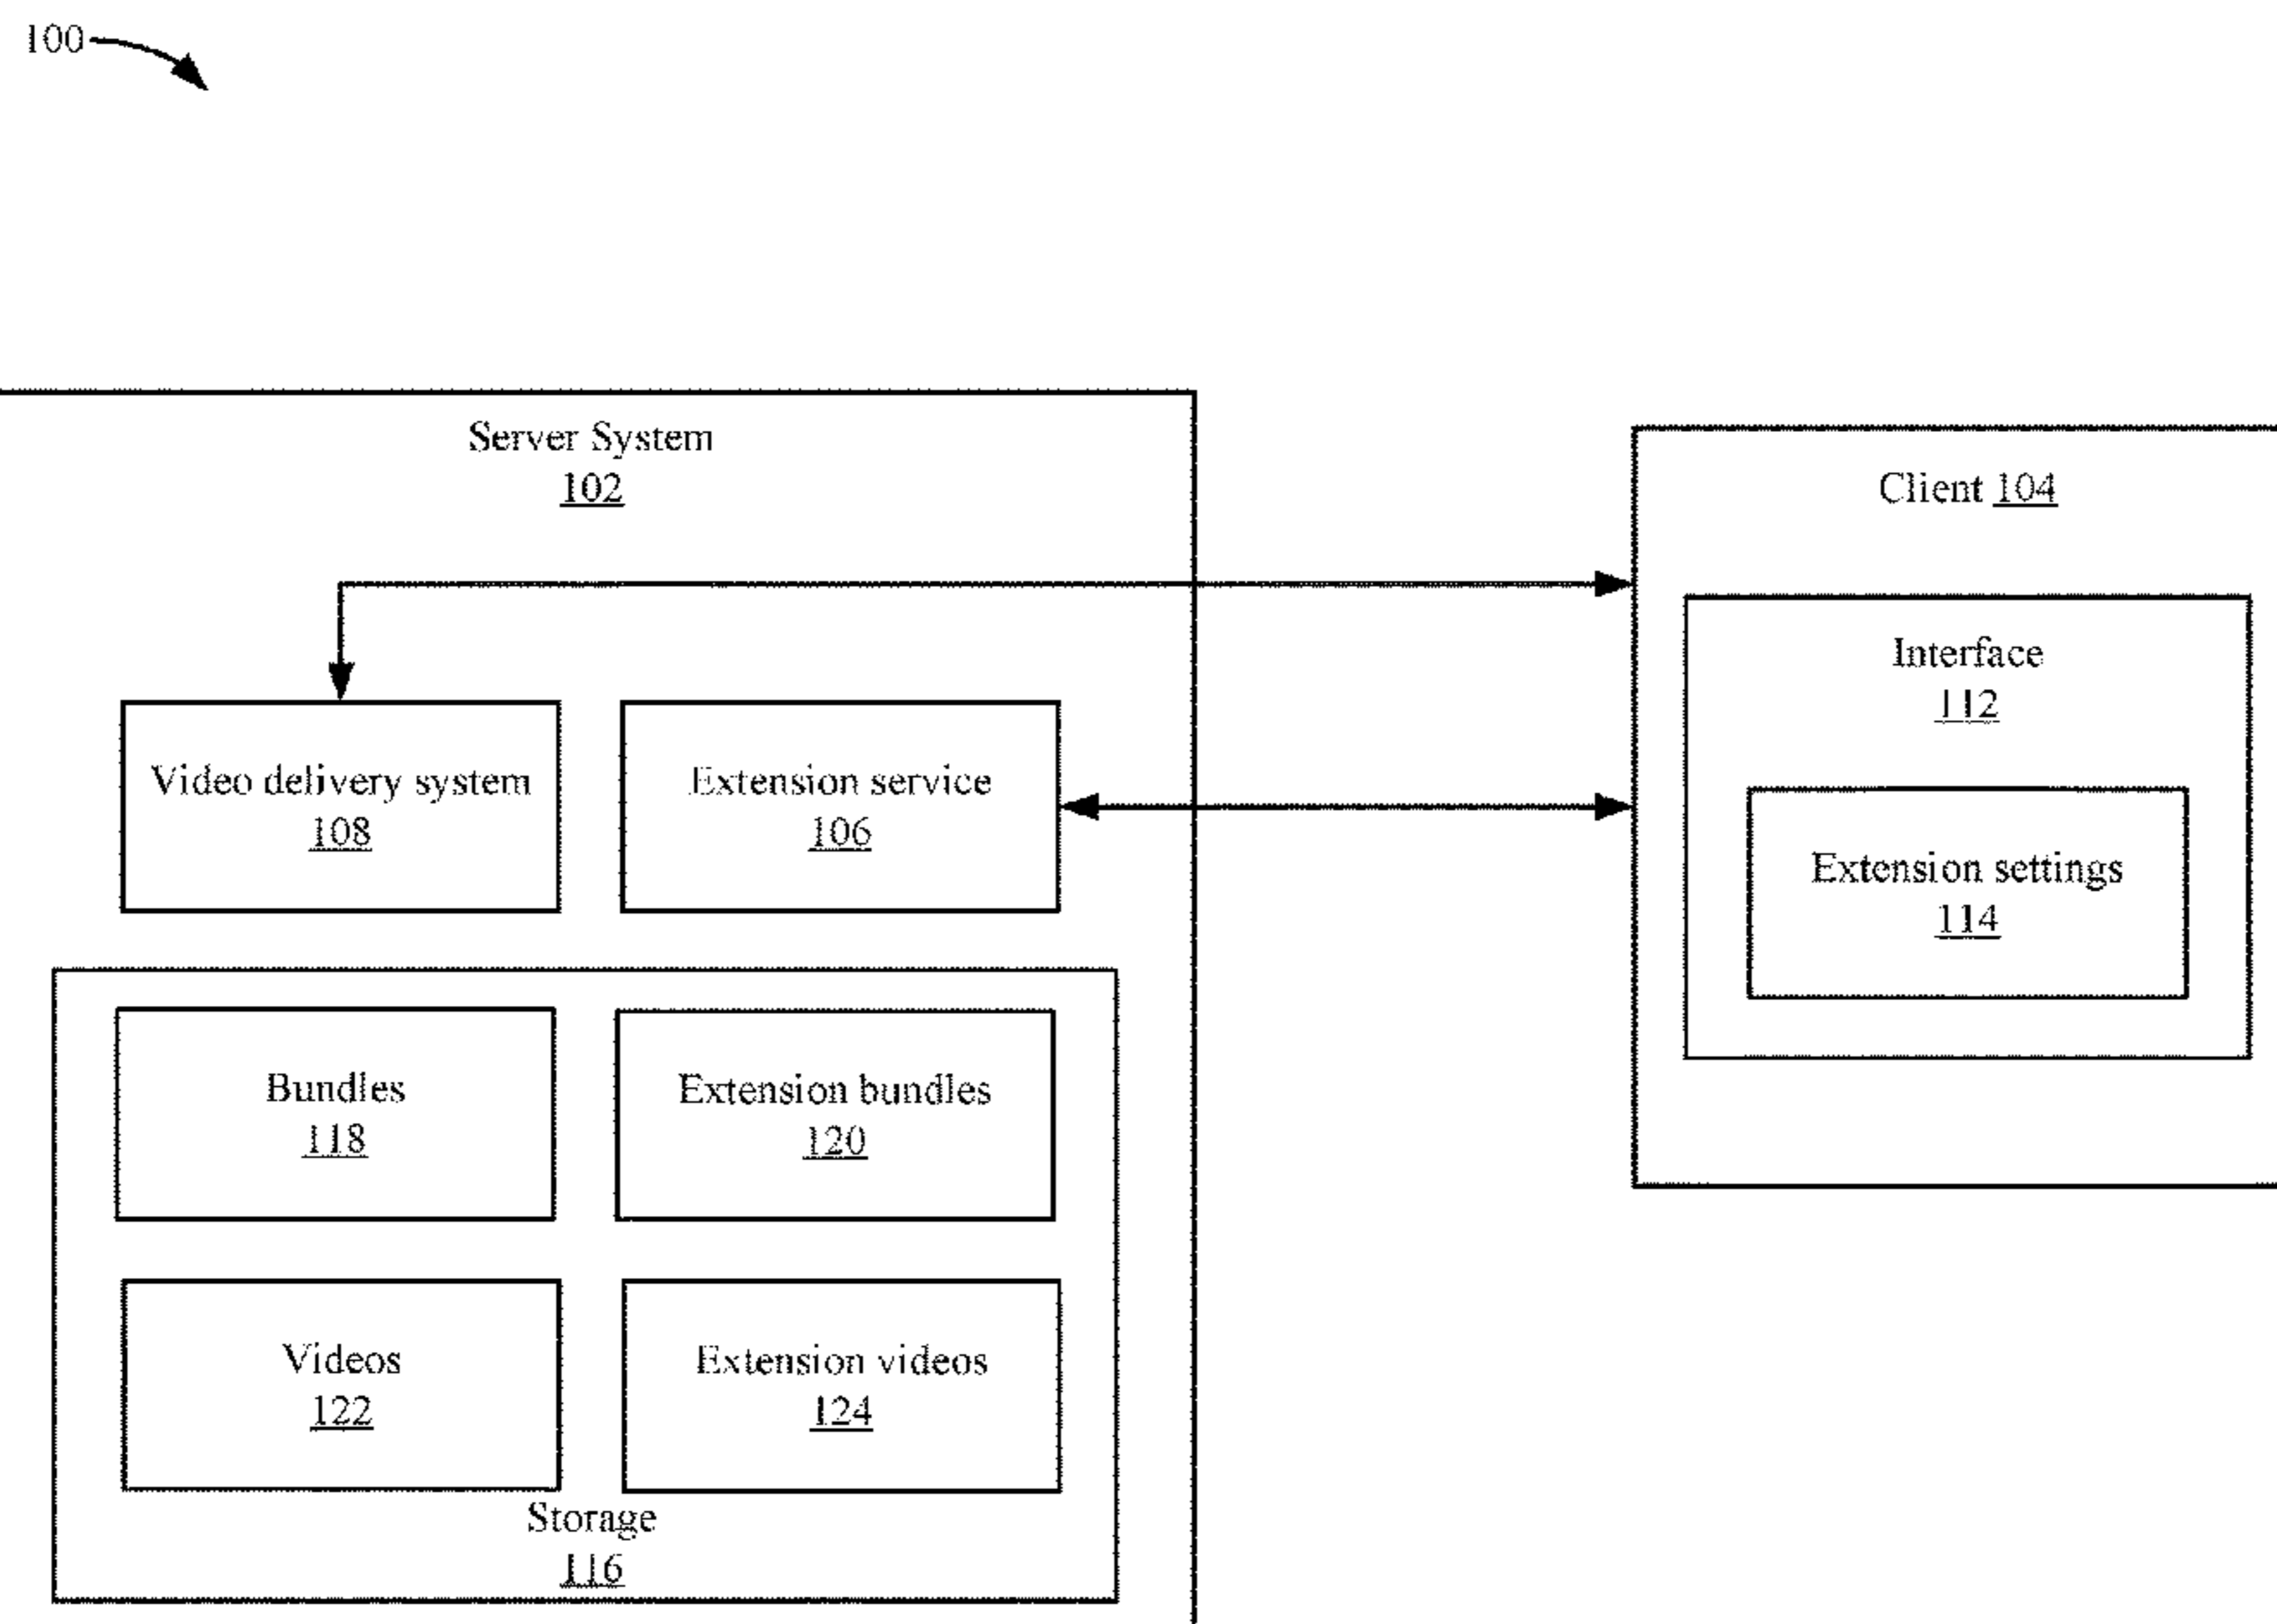 100
Server System
102
Client 104
Interface
112
Video delivery system
108
Extension service
106
Extension settings
114
Bundles
118
Extension bundles
120
Videos
122
Extension videos
124
Storage
116